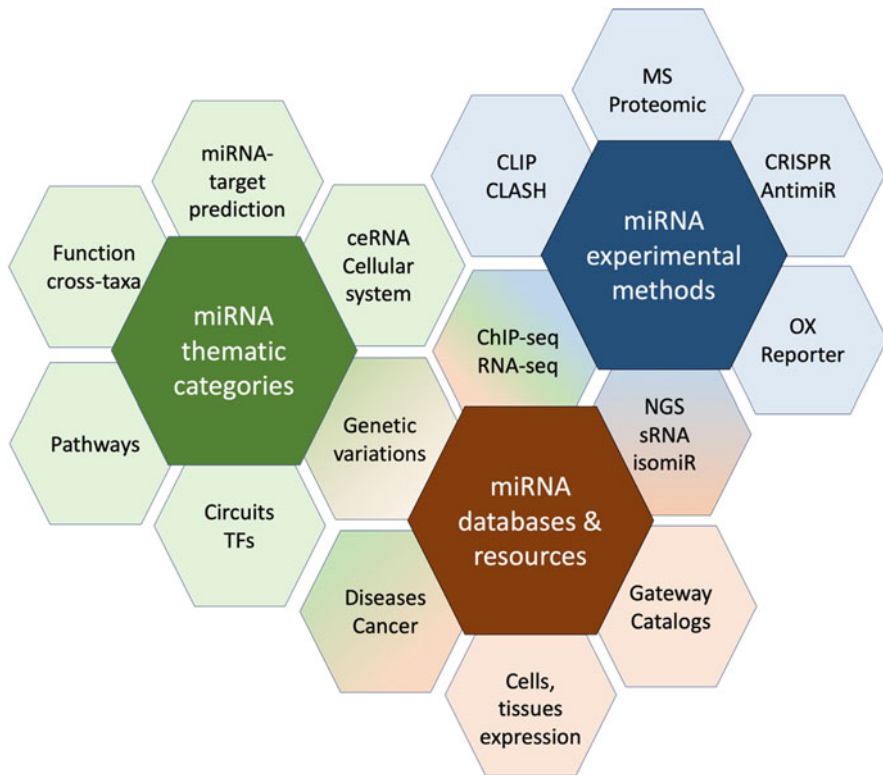 MS
Proteomic
CLIP
CLASH
CRISPR
AntimiR
miRNA
experimental
methods
OX
Reporter
ChIP-seq
RNA-seq
NGS
sRNA
isomiR
miRNA-
target
prediction
Function
cross-taxa
ceRNA
Cellular
system
miRNA
thematic
categories
Pathways
Genetic
variations
Circuits
TFs
miRNA
databases &
resources
Diseases
Cancer
Gateway
Catalogs
Cells,
tissues
expression